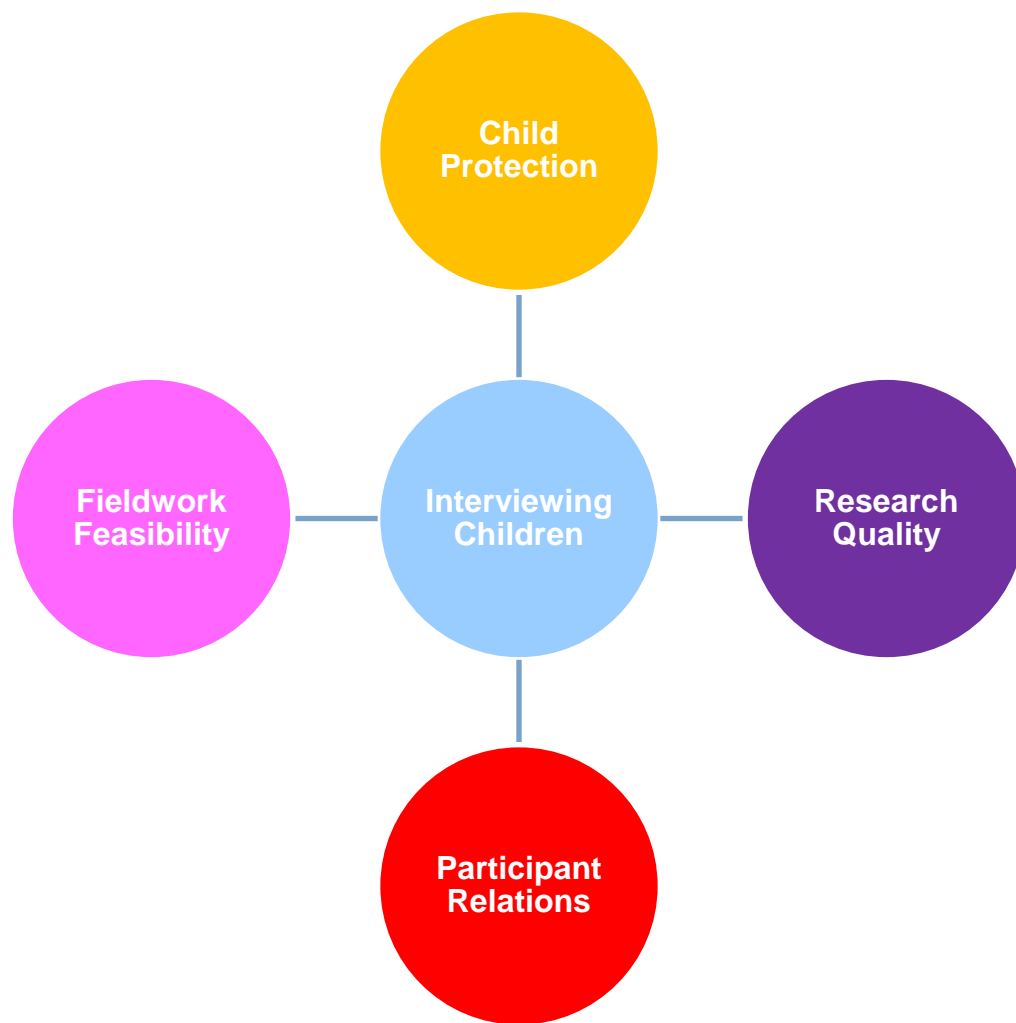 Child
Protection
Fieldwork
Feasibility
Interviewing
Children
Research
Quality
Participant
Relations